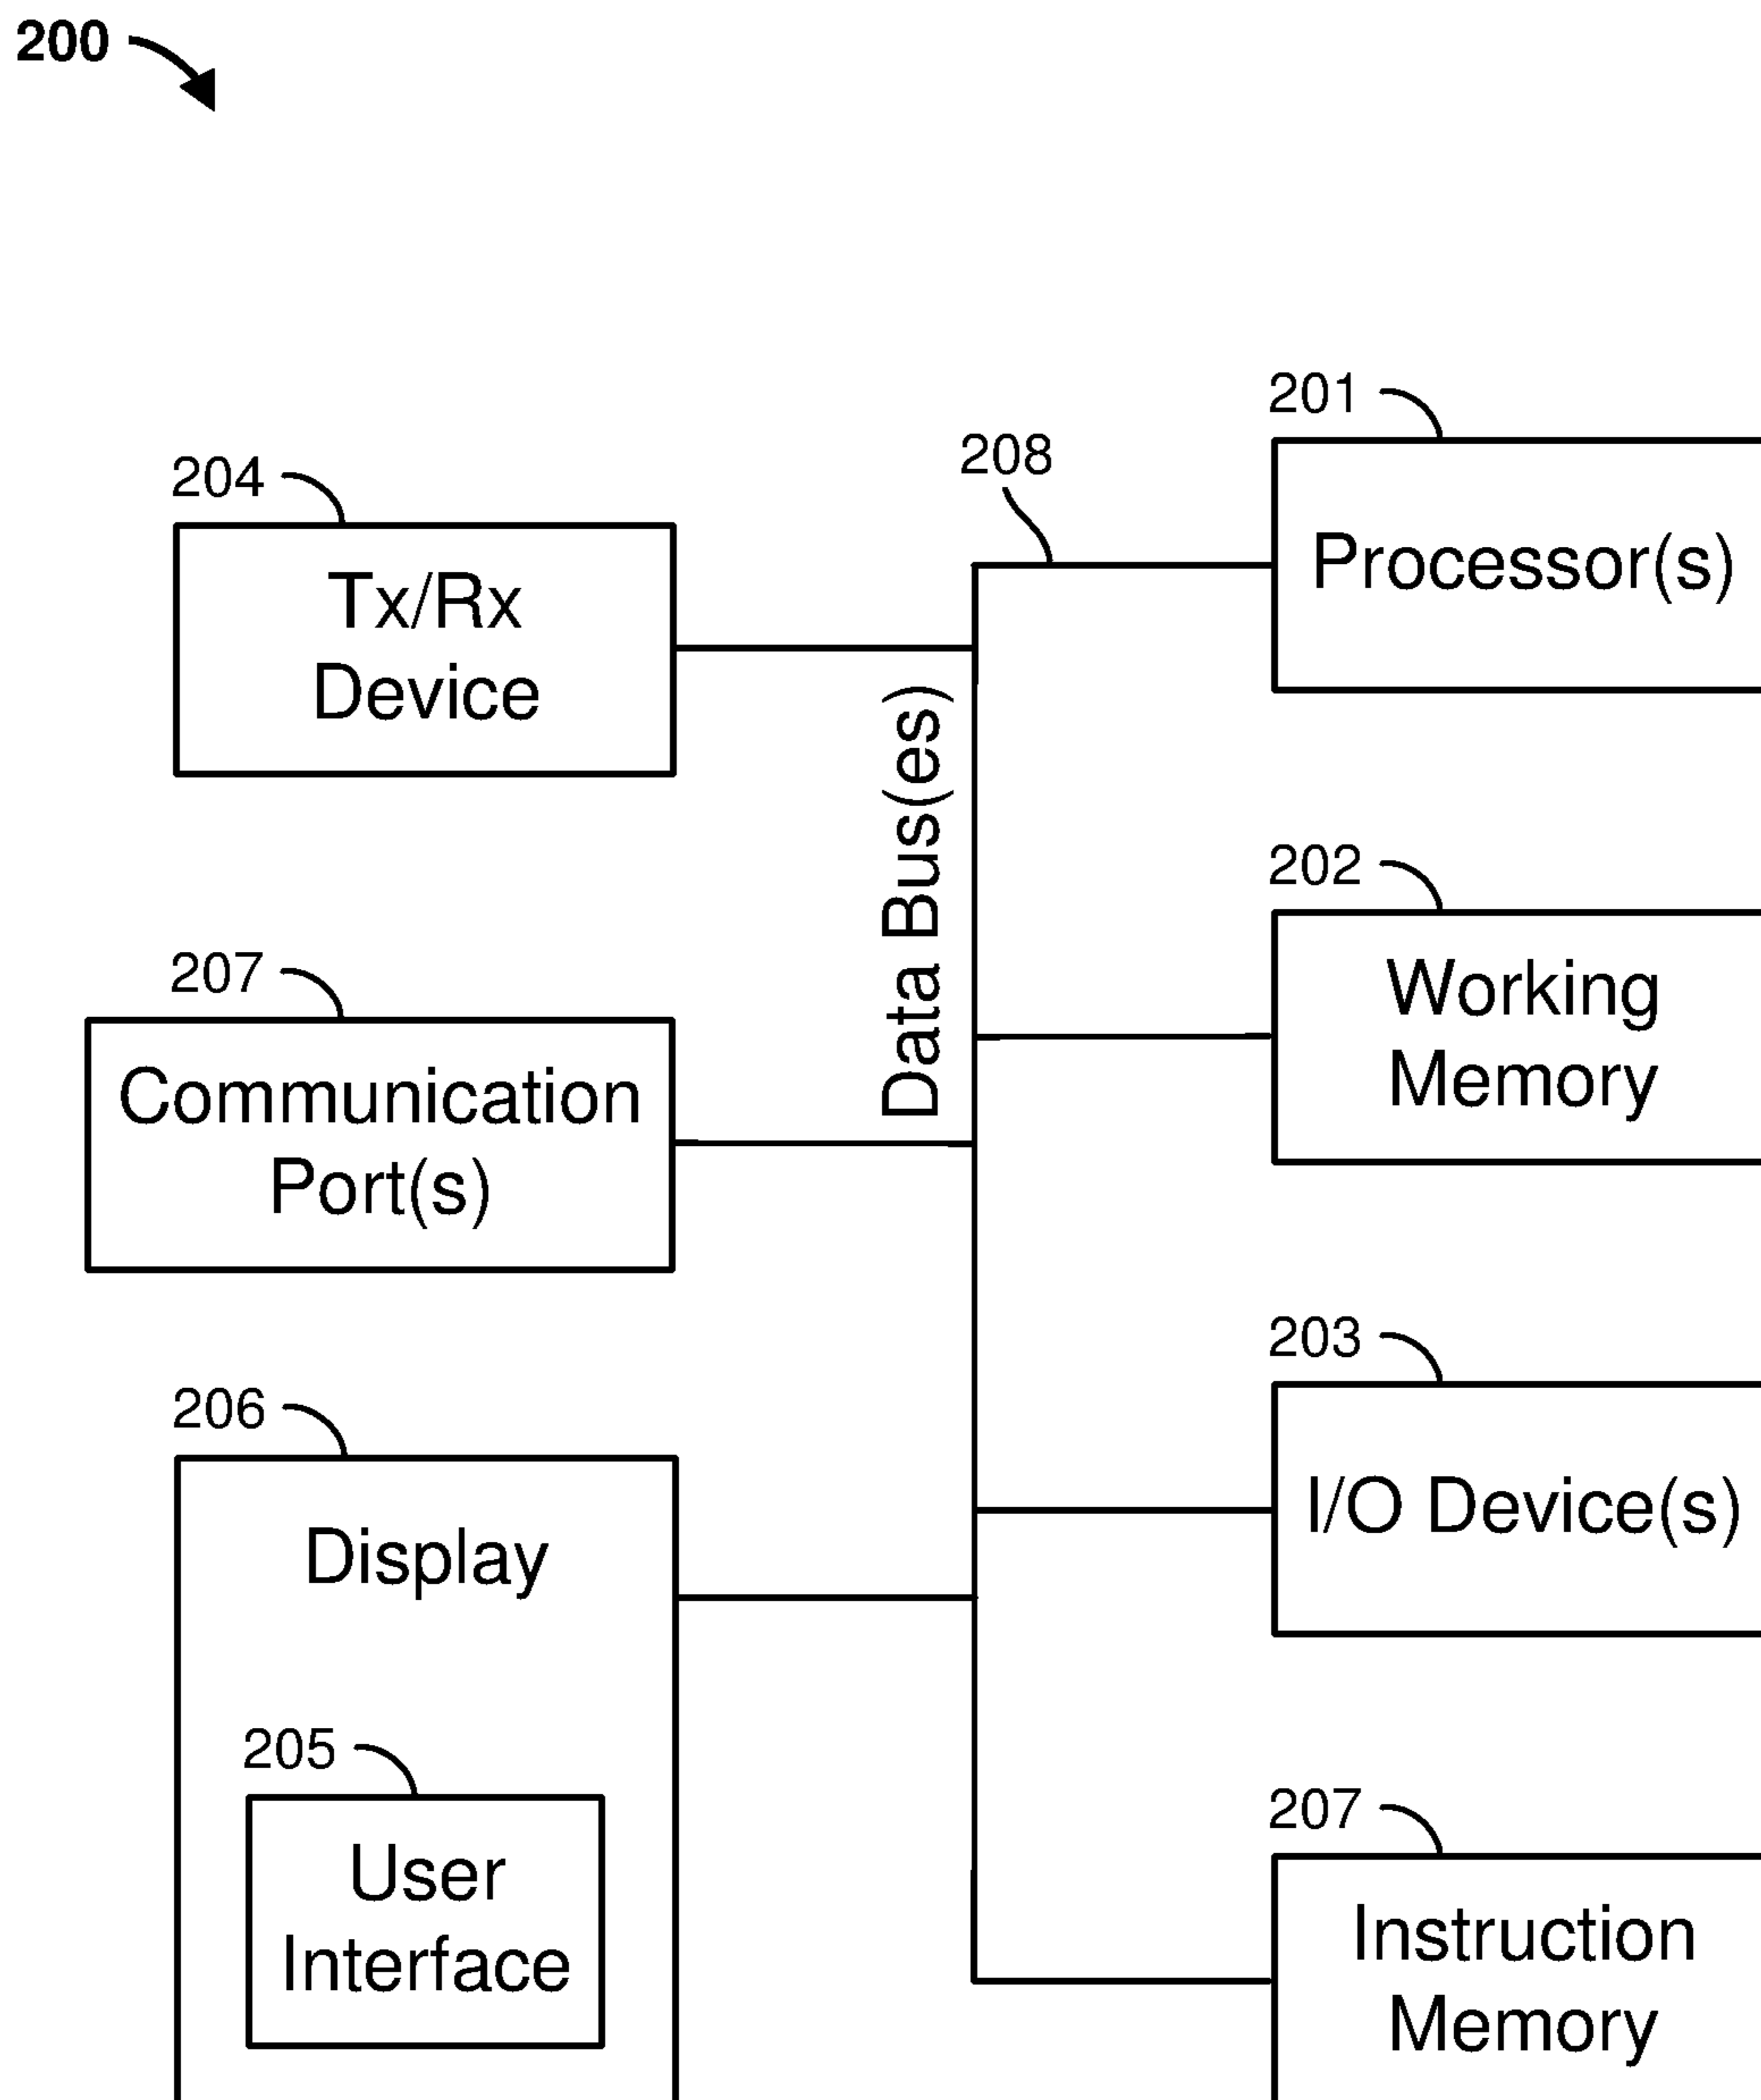 200
201
208
Processor(s)
204
Tx/Rx
Device
Data Bus(es)
202
Working
Memory
207
Communication
Port(s)
203
I/O Device(s)
206
Display
205
User
Interface
207
Instruction
Memory